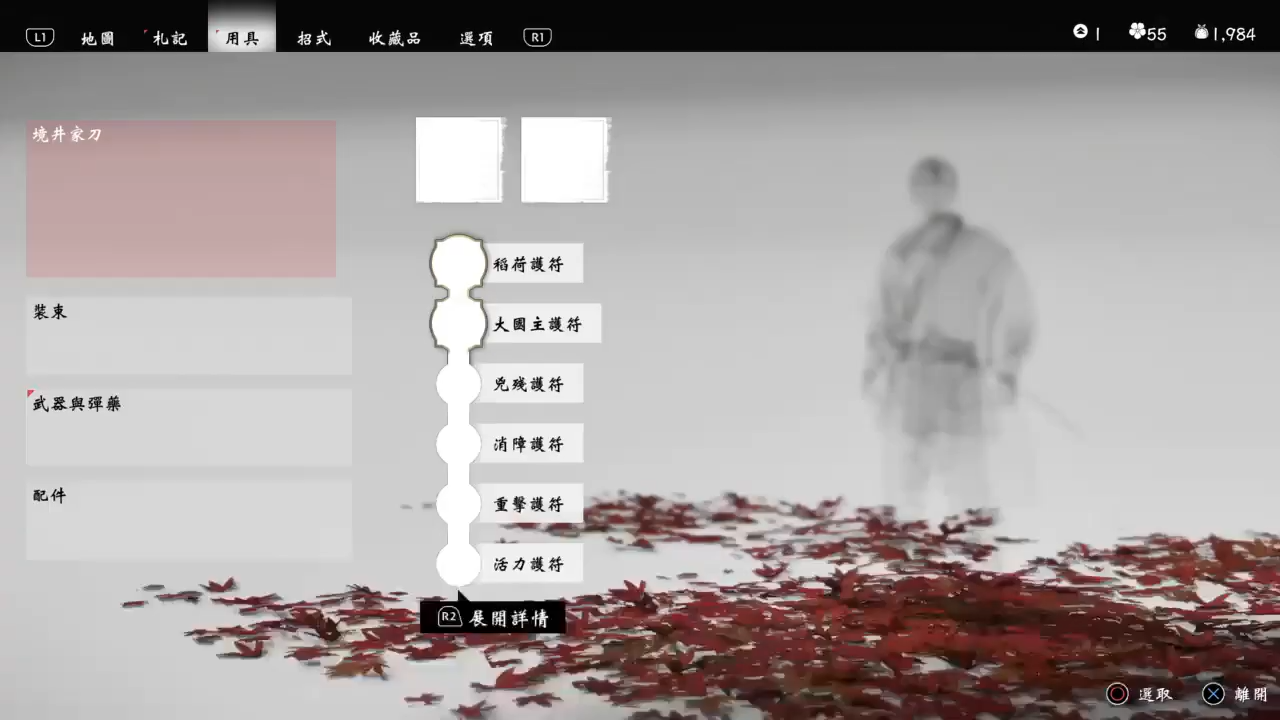 L1 地圖 札記 用具 招式 收藏品 選項 R1 1 55 1,984
境井家刀
裝束
武器與彈藥
配件
稻荷護符
大國主護符
兇殘護符
消障護符
重擊護符
活力護符
R2 展開詳情
選取 離開